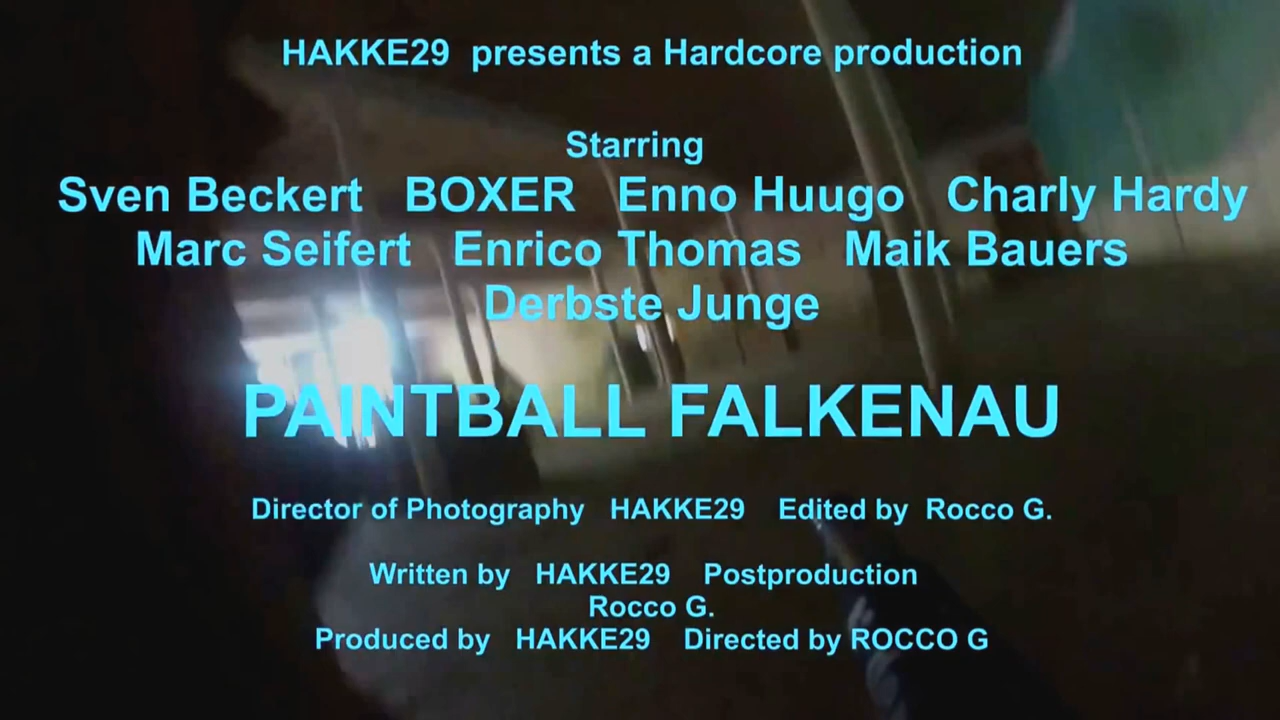 HAKKE29 presents a Hardcore production
Starring
Sven Beckert BOXER Enno Huugo Charly Hardy
Marc Seifert Enrico Thomas Maik Bauers
Derbste Junge
PAINTBALL FALKENAU
Director of Photography HAKKE29 Edited by Rocco G.
Written by HAKKE29 Postproduction
Rocco G.
Produced by HAKKE29 Directed by ROCCO G